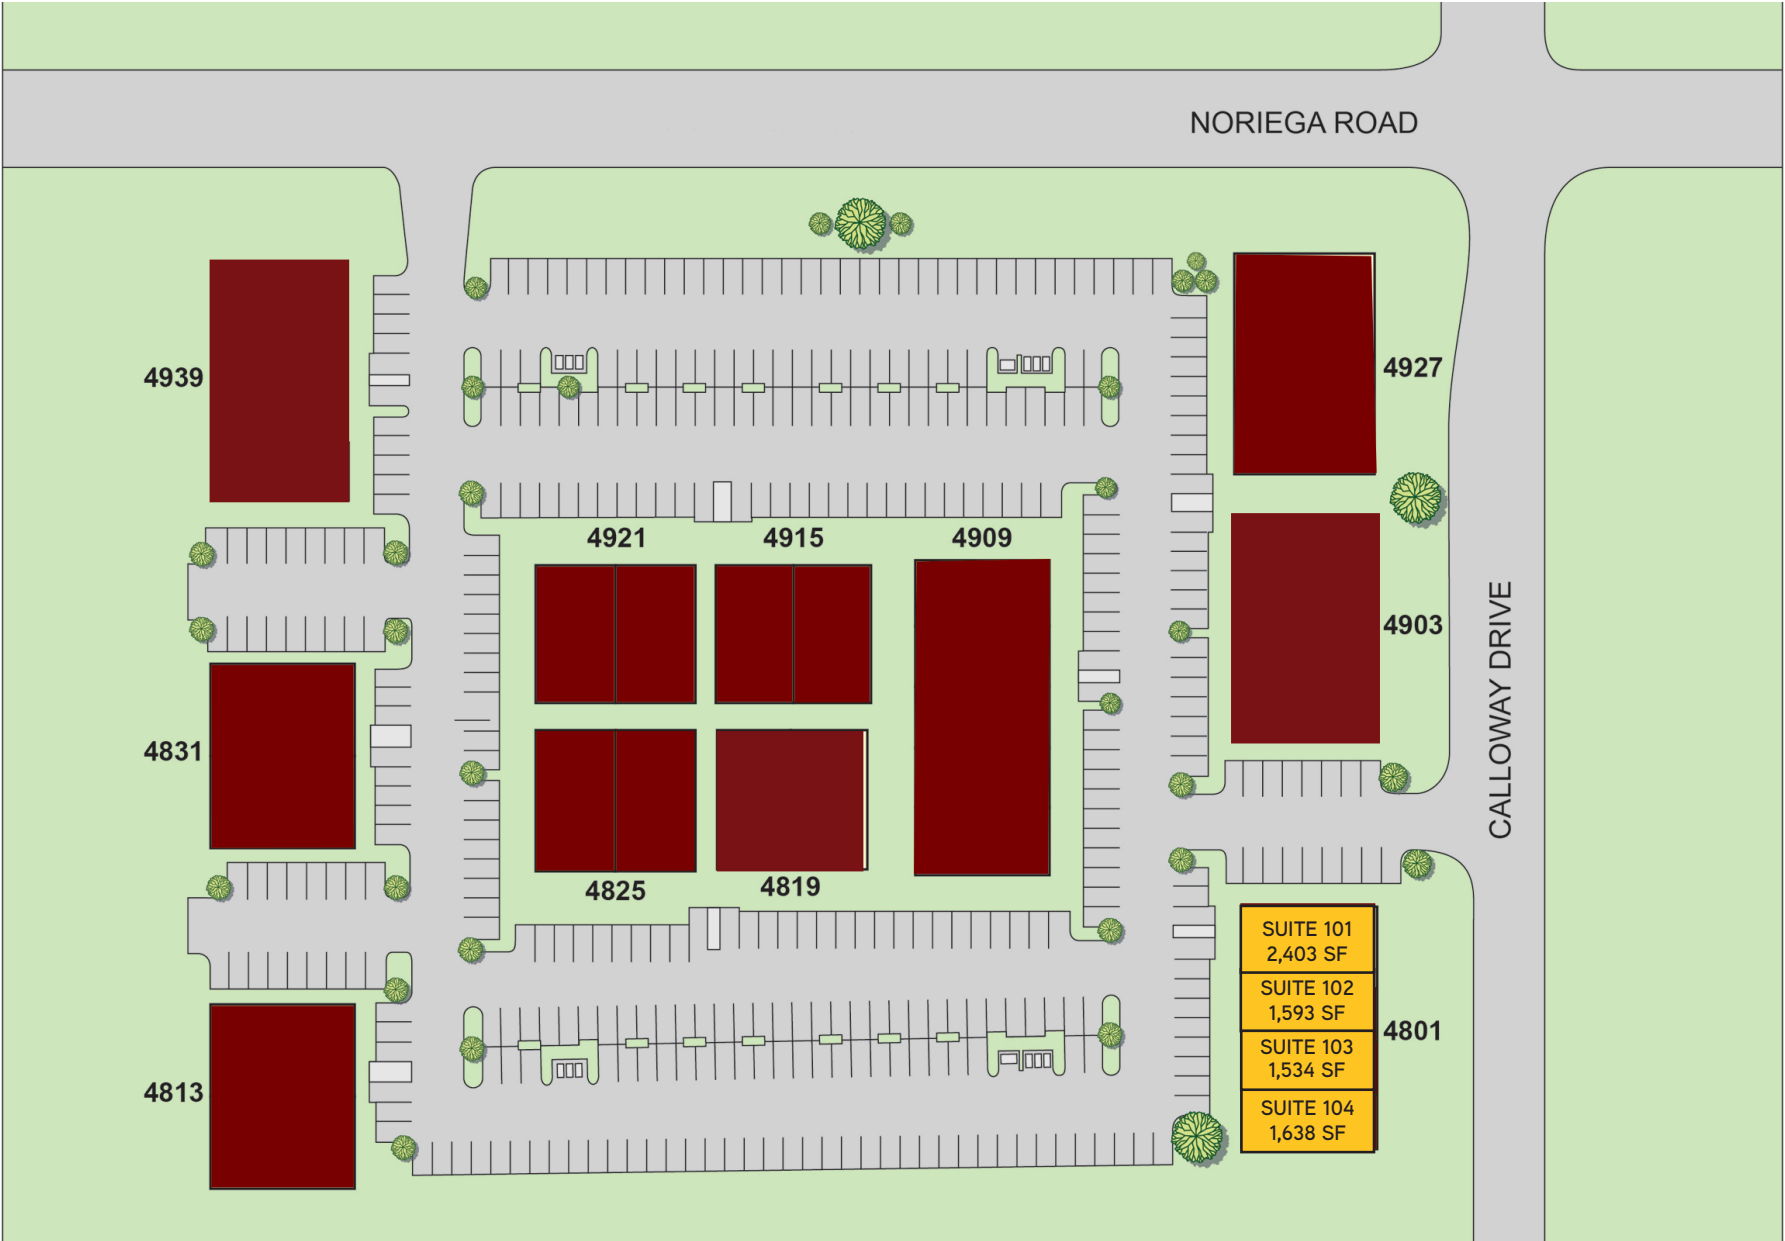 NORIEGA ROAD
4939
4927
4921
4915
4909
4903
CALLOWAY DRIVE
4831
4825
4819
SUITE 101
2,403 SF
SUITE 102
1,593 SF
4801
SUITE 103
1,534 SF
4813
SUITE 104
1,638 SF